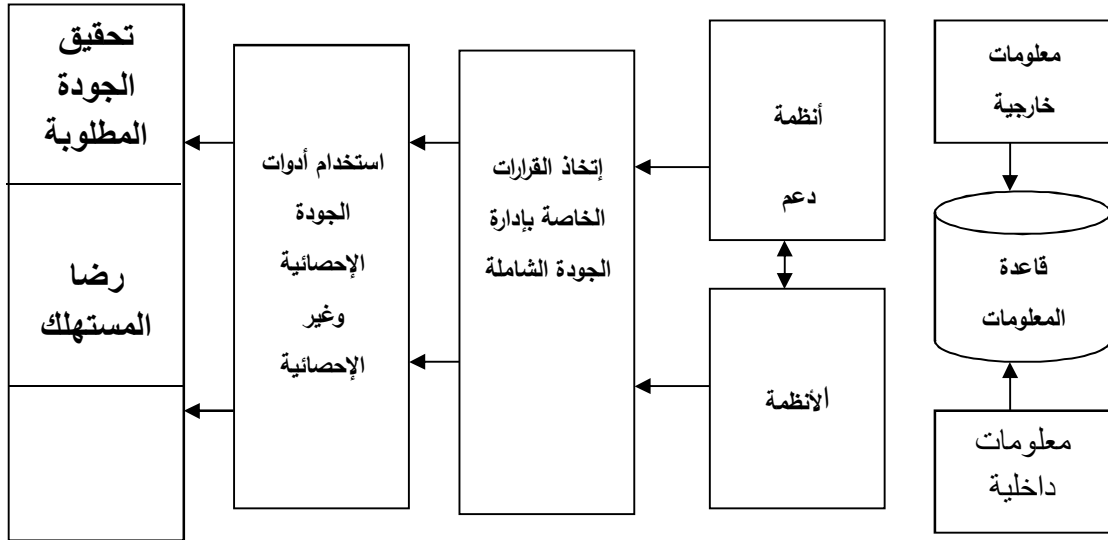 معلومات
خارجية
قاعدة
المعلومات
معلومات
داخلية
أنظمة
دعم
الأنظمة
إتخاذ القرارات
الخاصة بإدارة
الجودة الشاملة
استخدام أدوات
الجودة
الإحصائية
وغير
الإحصائية
تحقيق
الجودة
المطلوبة
رضا
المستهلك